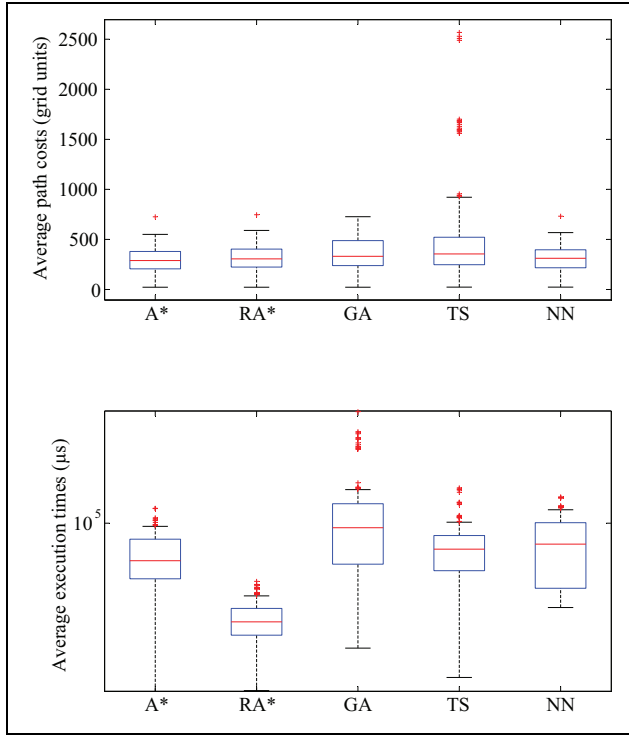 Average path costs (grid units)
2500
2000
1500
1000
500
0
A* RA* GA TS NN
Average execution times (µs)
10^5
A* RA* GA TS NN